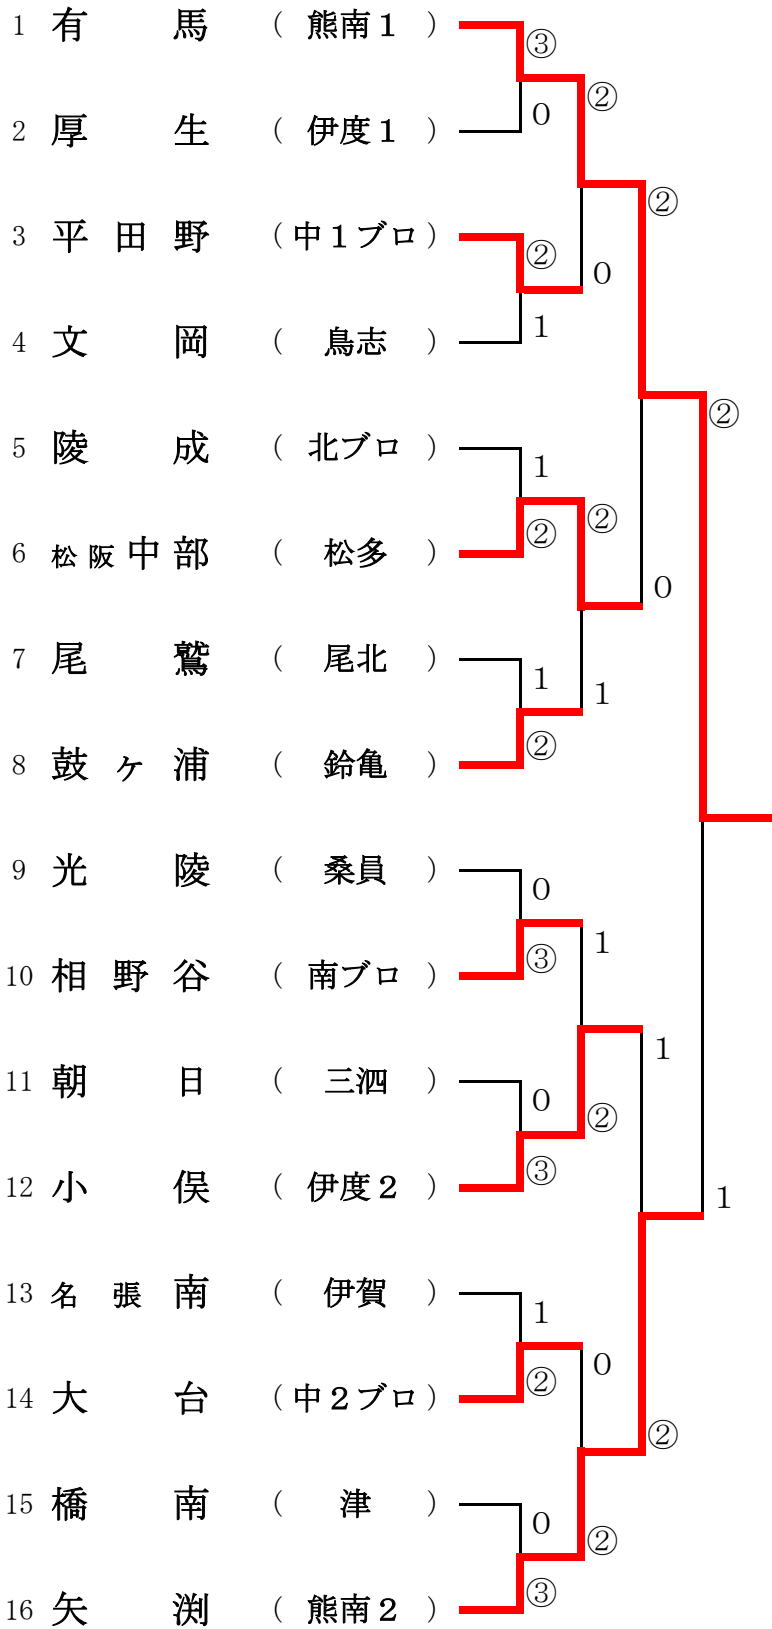 1 有馬 （ 熊南１ ）
③
②
0
2 厚生 （ 伊度１ ）
②
3 平田野 （中１ブロ）
②
0
1
4 文岡 （ 鳥志 ）
②
5 陵成 （ 北ブロ ）
1
②
②
6 松阪中部 （ 松多 ）
0
7 尾鷲 （ 尾北 ）
1
1
②
8 鼓ヶ浦 （ 鈴亀 ）
9 光陵 （ 桑員 ）
0
1
③
10 相野谷 （ 南ブロ ）
1
11 朝日 （ 三泗 ）
0
②
③
12 小俣 （ 伊度２ ）
1
13 名張南 （ 伊賀 ）
1
0
②
14 大台 （中２ブロ）
②
15 橋南 （ 津 ）
0
②
③
16 矢渕 （ 熊南２ ）